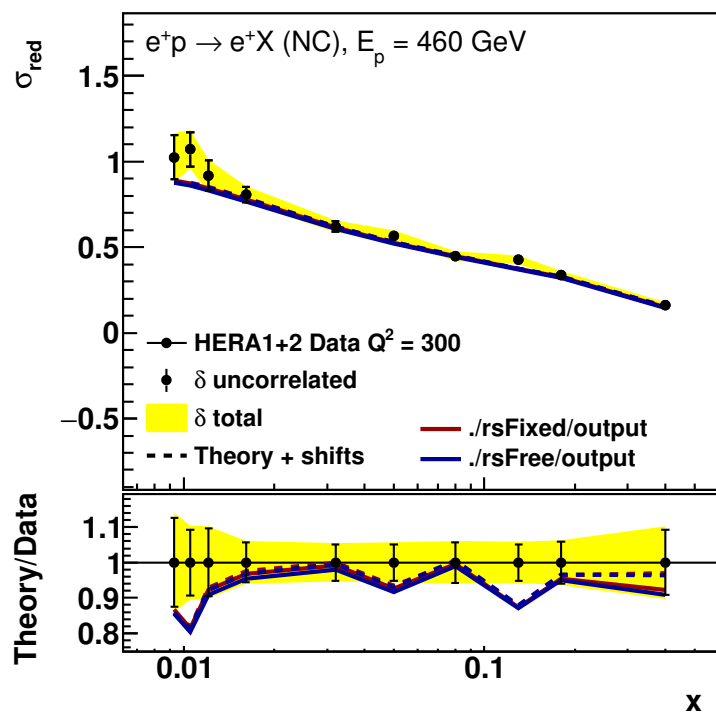 e⁺p → e⁺X (NC), E_p = 460 GeV
σ_red
1.5
1
0.5
0
−0.5
HERA1+2 Data Q² = 300
δ uncorrelated
δ total
Theory + shifts
./rsFixed/output
./rsFree/output
Theory/Data
1.1
1
0.9
0.8
0.01
0.1
x